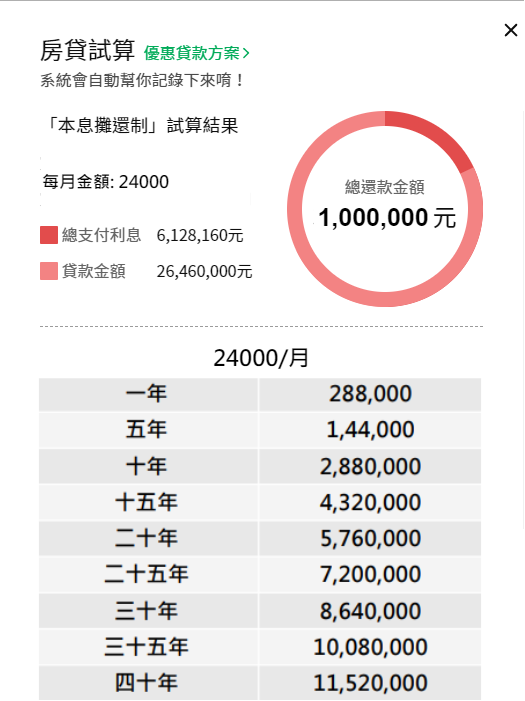 房貸試算 優惠貸款方案
系統會自動幫你記錄下來唷！
「本息攤還制」試算結果
每月金額: 24000
總支付利息 6,128,160元
貸款金額 26,460,000元
總還款金額
1,000,000 元
24000/月
一年 288,000
五年 1,44,000
十年 2,880,000
十五年 4,320,000
二十年 5,760,000
二十五年 7,200,000
三十年 8,640,000
三十五年 10,080,000
四十年 11,520,000